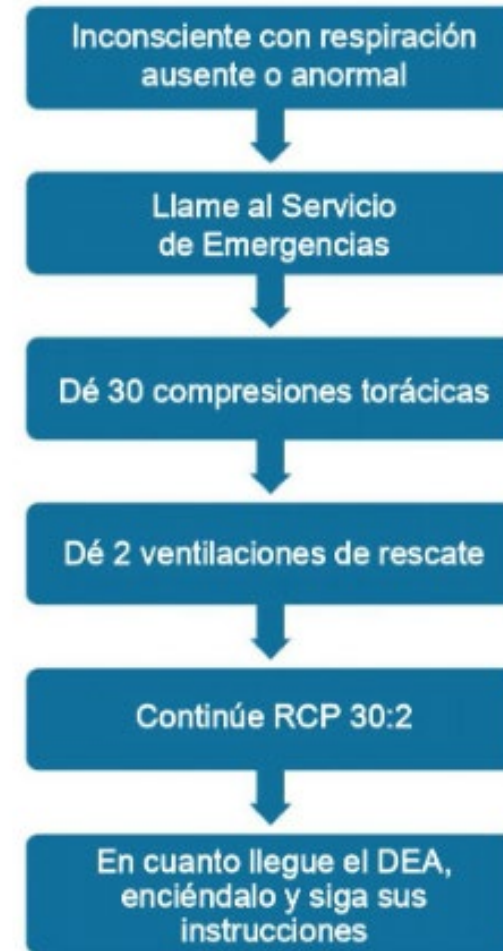 Inconsciente con respiración
ausente o anormal
Llame al Servicio
de Emergencias
Dé 30 compresiones torácicas
Dé 2 ventilaciones de rescate
Continúe RCP 30:2
En cuanto llegue el DEA,
enciéndalo y siga sus
instrucciones